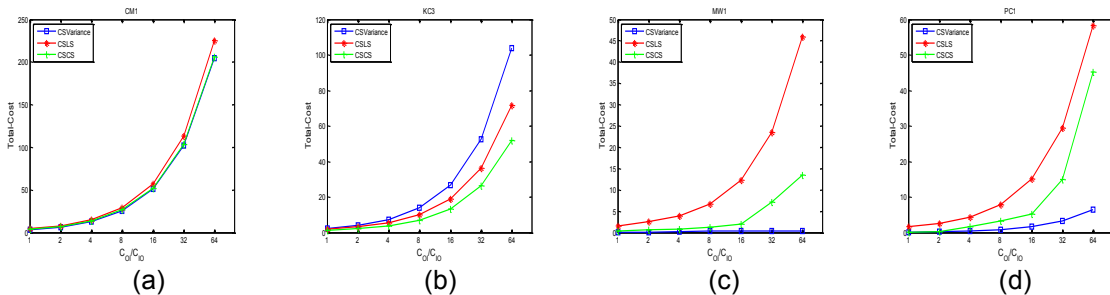 CM1
CSVariance
CSLS
CSCS
Total-Cost
250
200
150
100
50
0
1 2 4 8 16 32 64
C_OI/C_IO
(a)
KC3
CSVariance
CSLS
CSCS
Total-Cost
120
100
80
60
40
20
0
1 2 4 8 16 32 64
C_OI/C_IO
(b)
MW1
CSVariance
CSLS
CSCS
Total-Cost
50
45
40
35
30
25
20
15
10
5
0
1 2 4 8 16 32 64
C_OI/C_IO
(c)
PC1
CSVariance
CSLS
CSCS
Total-Cost
60
50
40
30
20
10
0
1 2 4 8 16 32 64
C_OI/C_IO
(d)